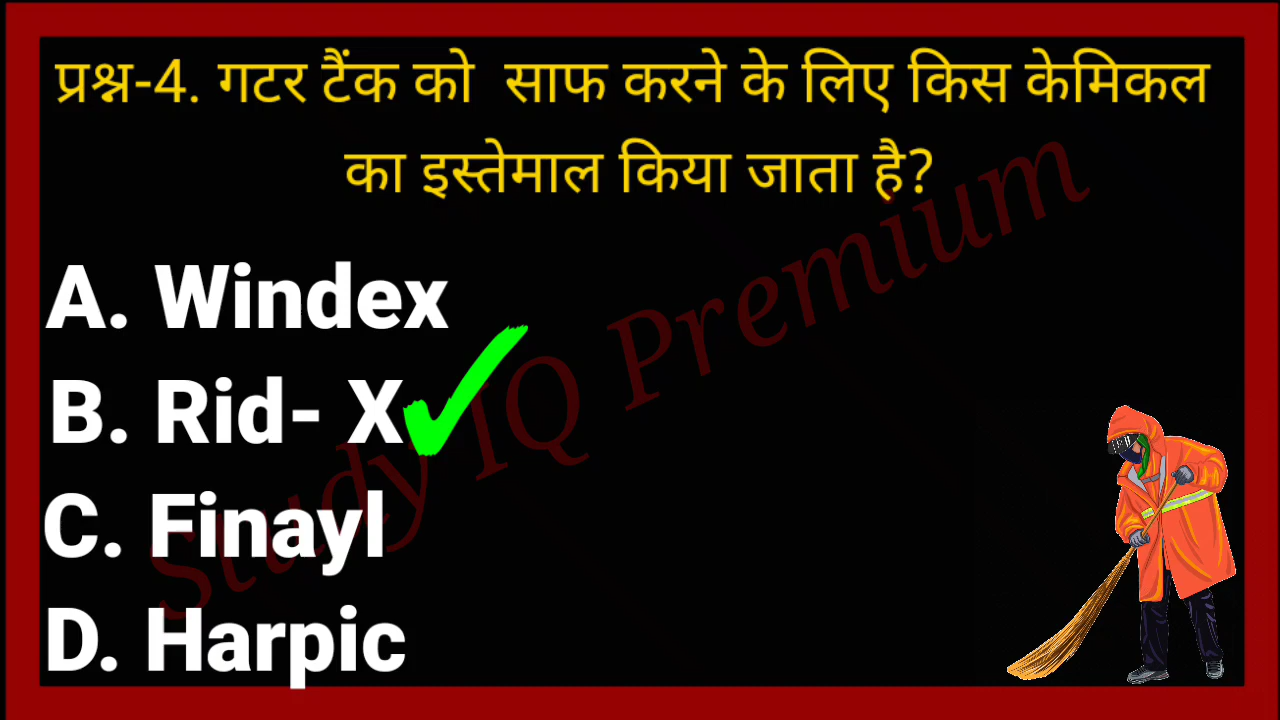 प्रश्न-4. गटर टैंक को साफ करने के लिए किस केमिकल
का इस्तेमाल किया जाता है?
A. Windex
B. Rid- X
C. Finayl
D. Harpic
Study IQ Premium